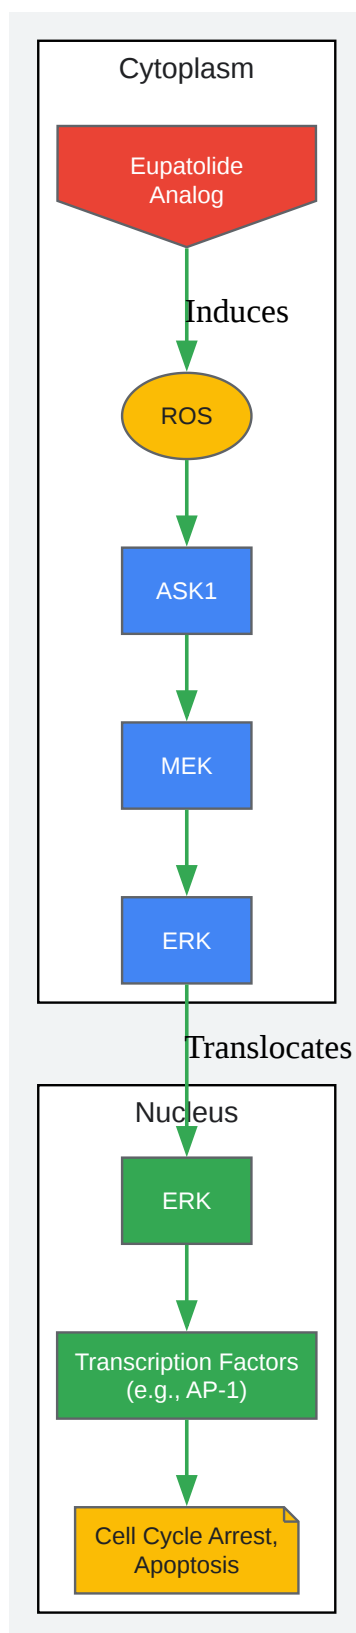 Cytoplasm
Eupatolide
Analog
Induces
ROS
ASK1
MEK
ERK
Translocates
Nucleus
ERK
Transcription Factors
(e.g., AP-1)
Cell Cycle Arrest,
Apoptosis